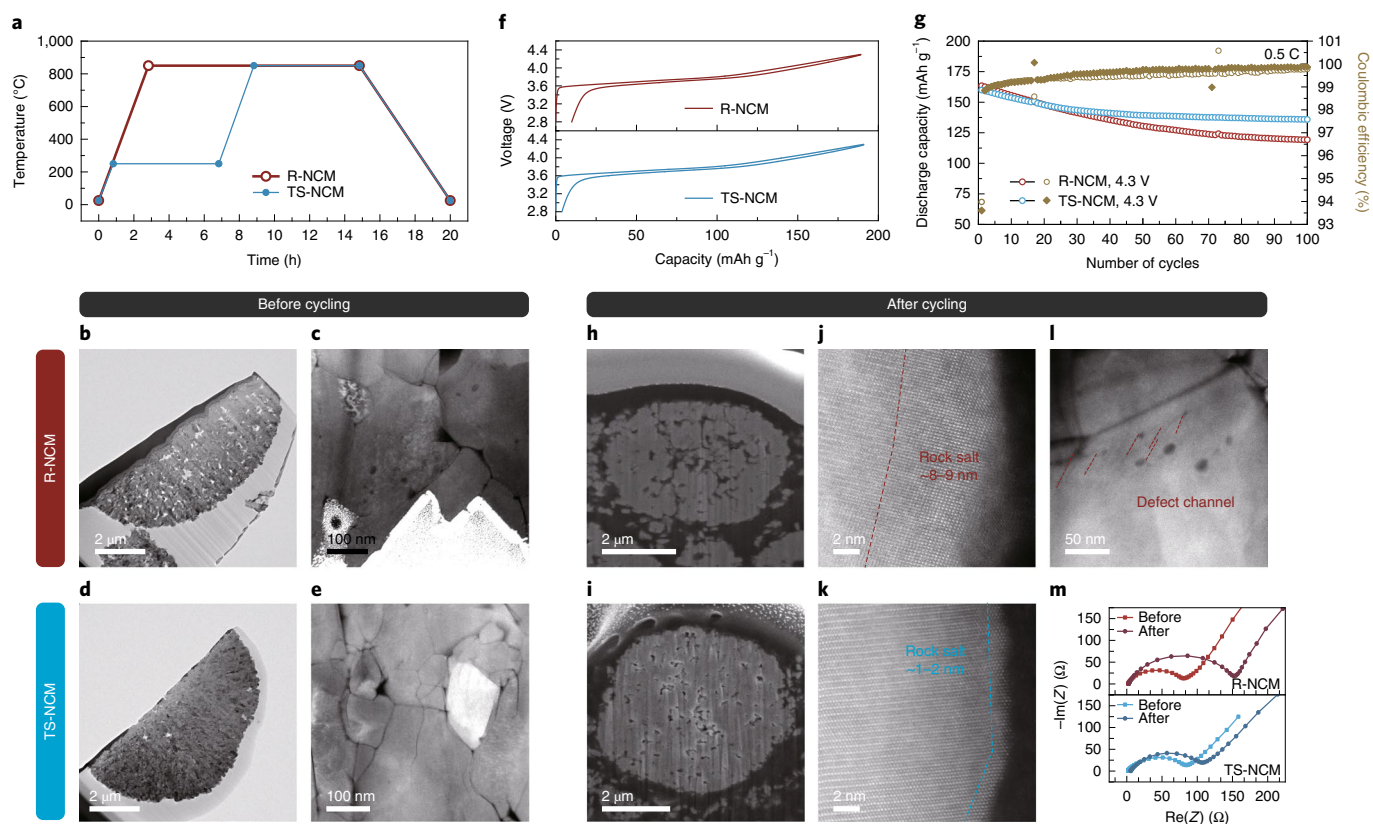 a
1,000
800
600
400
200
0
Temperature (°C)
R-NCM
TS-NCM
0 2 4 6 8 10 12 14 16 18 20
Time (h)
f
4.4
4.0
3.6
3.2
2.8
R-NCM
4.4
4.0
3.6
3.2
2.8
TS-NCM
Voltage (V)
0 50 100 150 200
Capacity (mAh g⁻¹)
g
200
175
150
125
100
75
50
Discharge capacity (mAh g⁻¹)
0.5 C
R-NCM, 4.3 V
TS-NCM, 4.3 V
101
100
99
98
97
96
95
94
93
Coulombic efficiency (%)
0 10 20 30 40 50 60 70 80 90 100
Number of cycles
Before cycling
After cycling
R-NCM
b
2 μm
c
100 nm
h
2 μm
j
Rock salt
~8–9 nm
2 nm
l
Defect channel
50 nm
TS-NCM
d
2 μm
e
100 nm
i
2 μm
k
Rock salt
~1–2 nm
2 nm
m
150
100
50
0
Before
After
R-NCM
150
100
50
0
Before
After
TS-NCM
–Im(Z) (Ω)
0 50 100 150 200
Re(Z) (Ω)